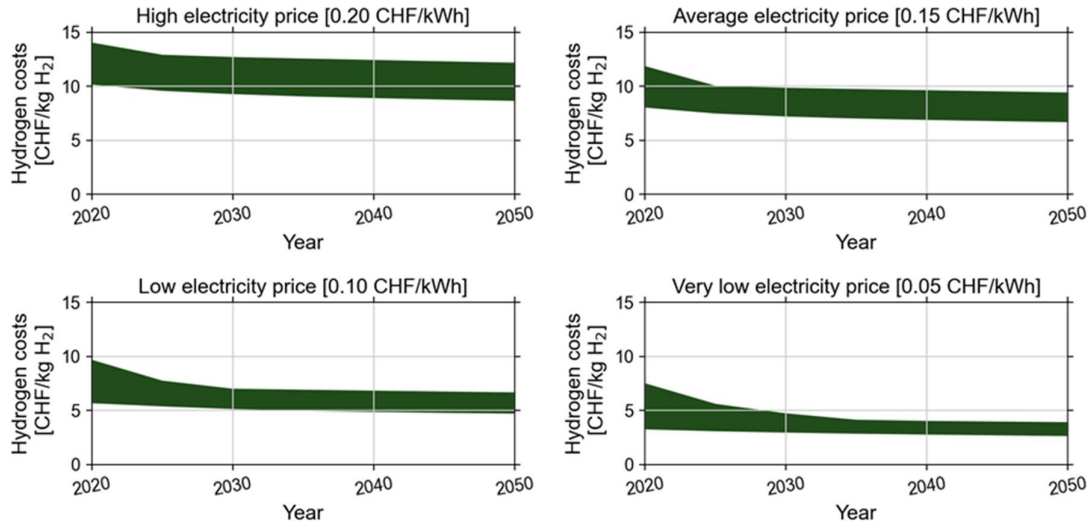 High electricity price [0.20 CHF/kWh]
Hydrogen costs
[CHF/kg H₂]
15
10
5
0
2020
2030
2040
2050
Year
Average electricity price [0.15 CHF/kWh]
Hydrogen costs
[CHF/kg H₂]
15
10
5
0
2020
2030
2040
2050
Year
Low electricity price [0.10 CHF/kWh]
Hydrogen costs
[CHF/kg H₂]
15
10
5
0
2020
2030
2040
2050
Year
Very low electricity price [0.05 CHF/kWh]
Hydrogen costs
[CHF/kg H₂]
15
10
5
0
2020
2030
2040
2050
Year